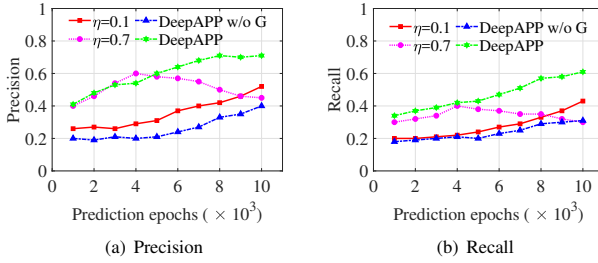 1
0.8
0.6
0.4
0.2
0
Precision
η=0.1
DeepAPP w/o G
η=0.7
DeepAPP
0 2 4 6 8 10
Prediction epochs ( × 10³)
(a) Precision
1
0.8
0.6
0.4
0.2
0
Recall
η=0.1
DeepAPP w/o G
η=0.7
DeepAPP
0 2 4 6 8 10
Prediction epochs ( × 10³)
(b) Recall